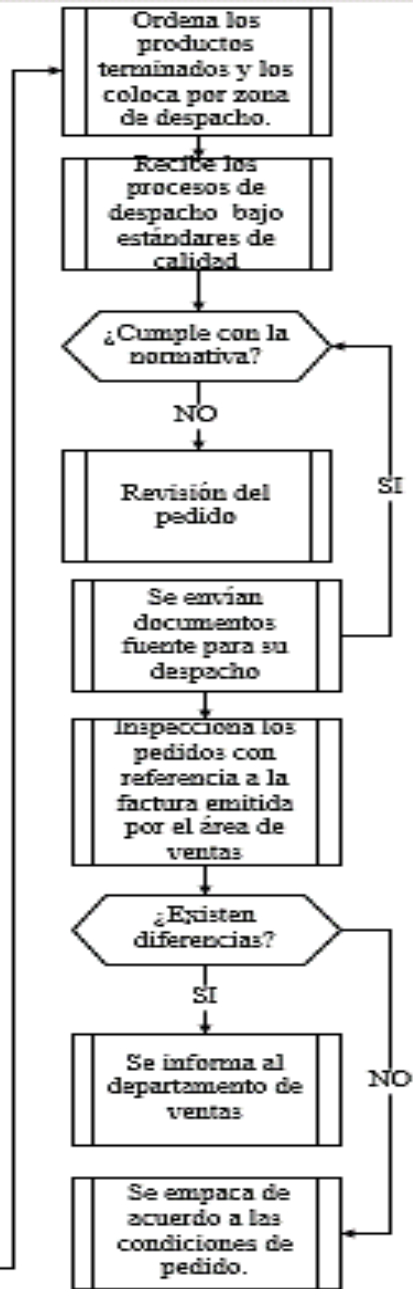 Ordena los
productos
terminados y los
coloca por zona
de despacho.
Recibe los
procesos de
despacho bajo
estándares de
calidad
¿Cumple con la
normativa?
NO
SI
Revisión del
pedido
Se envían
documentos
fuente para su
despacho
Inspecciona los
pedidos con
referencia a la
factura emitida
por el área de
ventas
¿Existen
diferencias?
SI
NO
Se informa al
departamento de
ventas
Se empaca de
acuerdo a las
condiciones de
pedido.